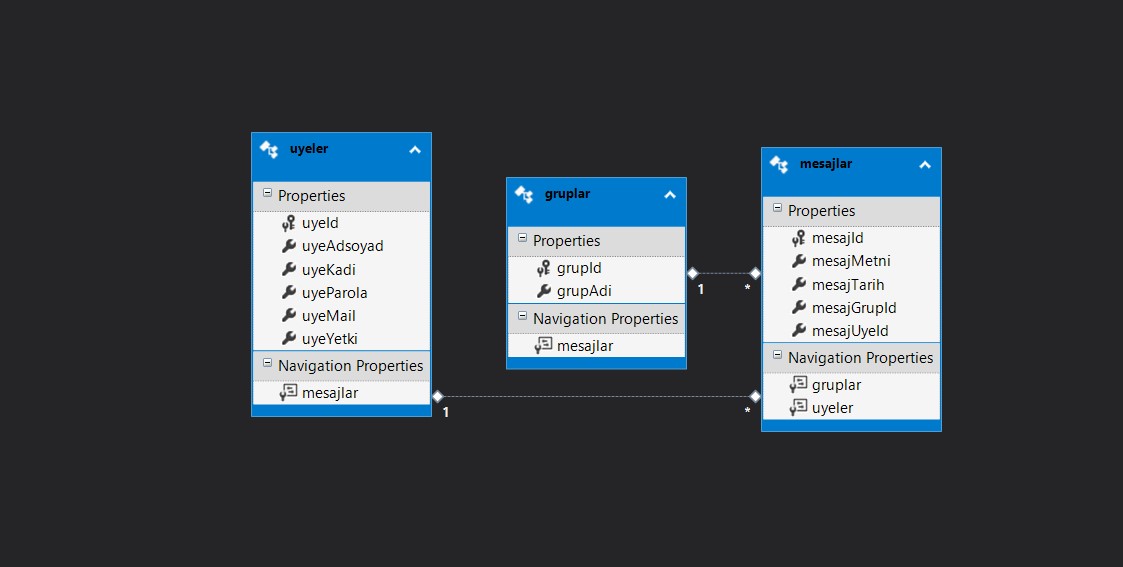 uyeler
Properties
uyeId
uyeAdsoyad
uyeKadi
uyeParola
uyeMail
uyeYetki
Navigation Properties
mesajlar
gruplar
Properties
grupId
grupAdi
Navigation Properties
mesajlar
mesajlar
Properties
mesajId
mesajMetni
mesajTarih
mesajGrupId
mesajUyeId
Navigation Properties
gruplar
uyeler
1 *
1 *